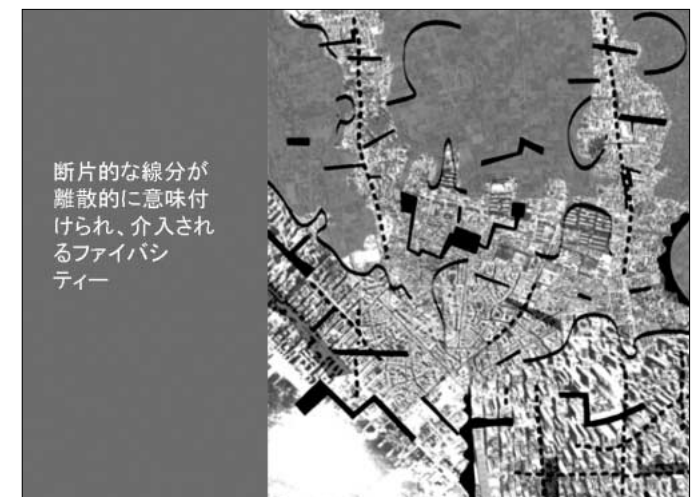 断片的な線分が
離散的に意味付
けられ、介入され
るファイバシ
ティー